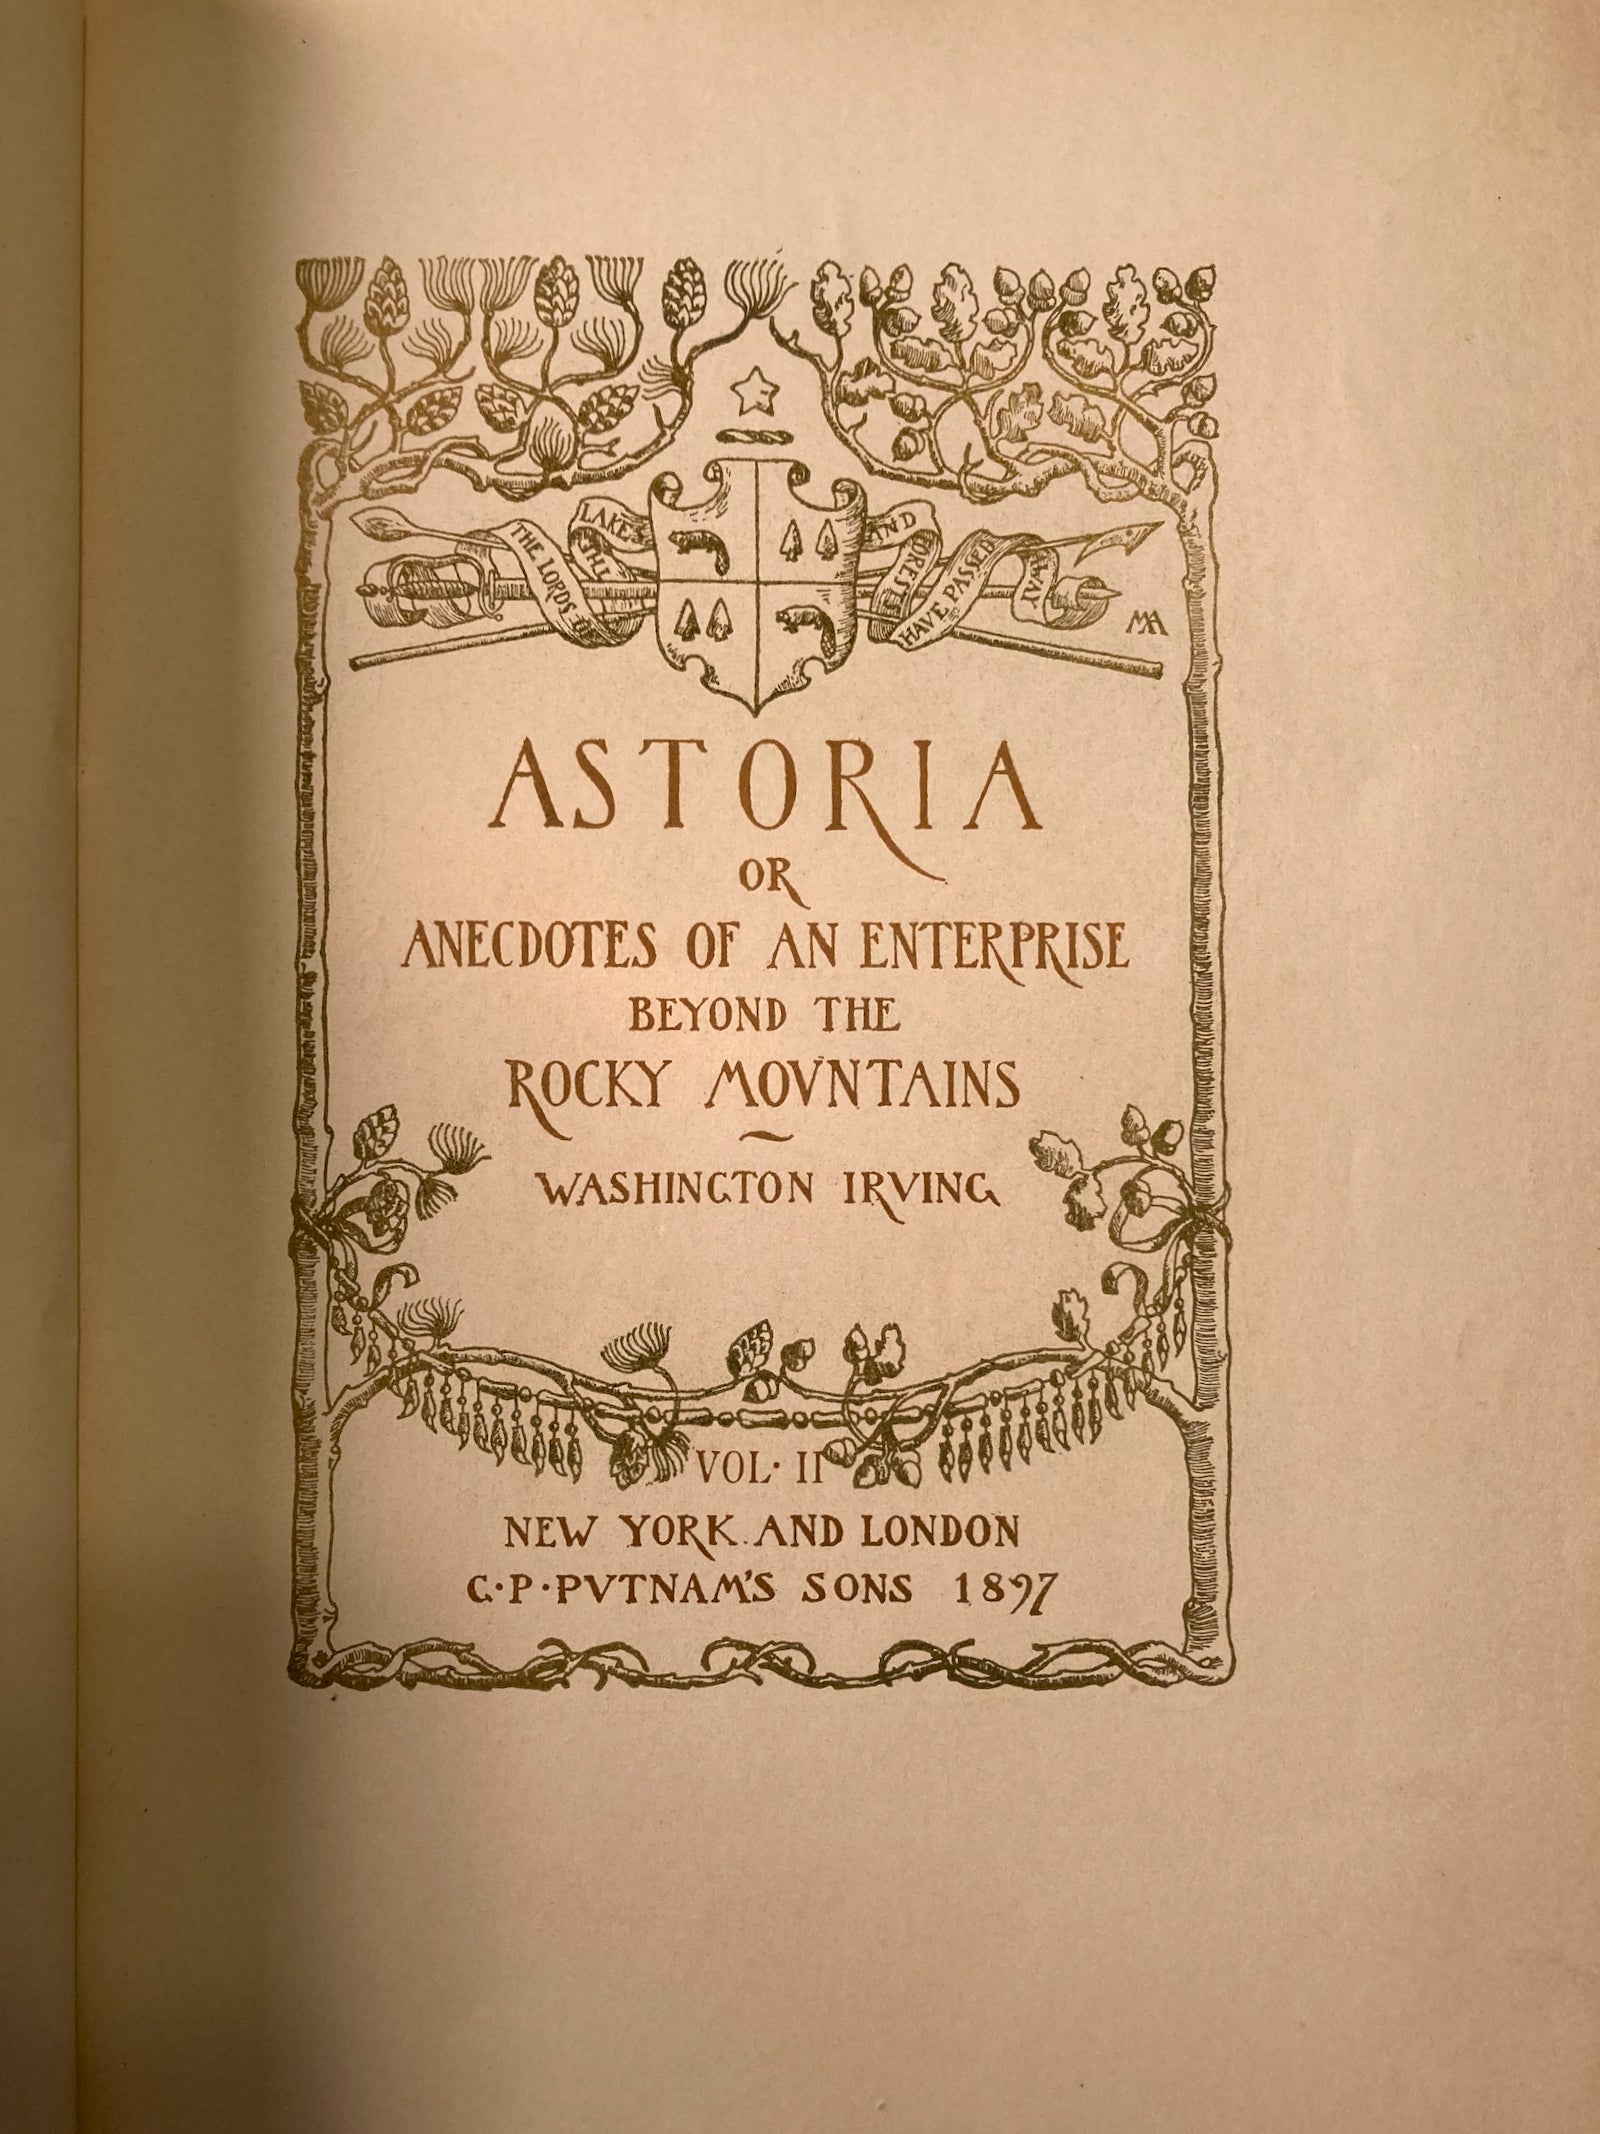 THE LORDS OF
THE
LAKES
AND
FORESTS
HAVE PASSED
AWAY
MA
ASTORIA
OR
ANECDOTES OF AN ENTERPRISE
BEYOND THE
ROCKY MOVNTAINS
WASHINGTON IRVING
VOL· II
NEW YORK AND LONDON
G·P·PVTNAM'S SONS 1897